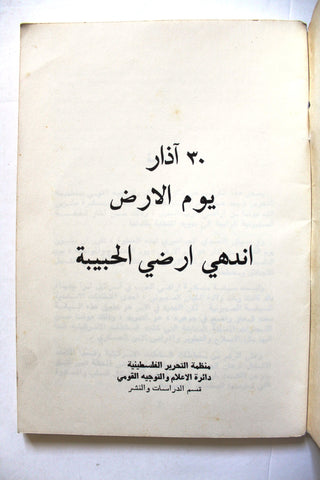 ٣٠ آذار
يوم الارض
اندهي ارضي الحبيبة
منظمة التحرير الفلسطينية
دائرة الاعلام والتوجيه القومي
قسم الدراسات والنشر